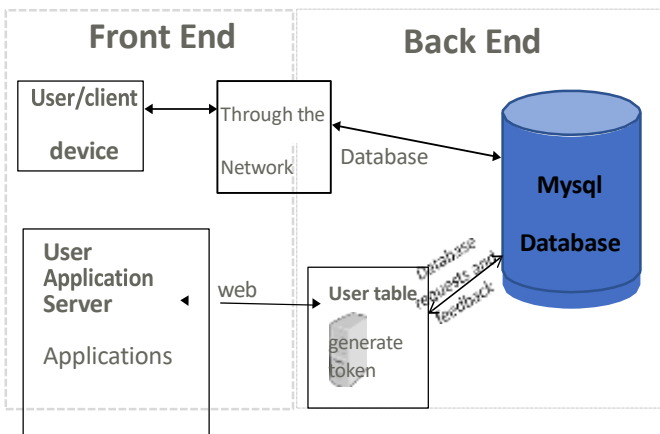 Front End
Back End
User/client
device
Through the
Network
Database
Mysql
Database
User
Application
Server
Applications
web
User table
generate
token
Database
requests and
feedback